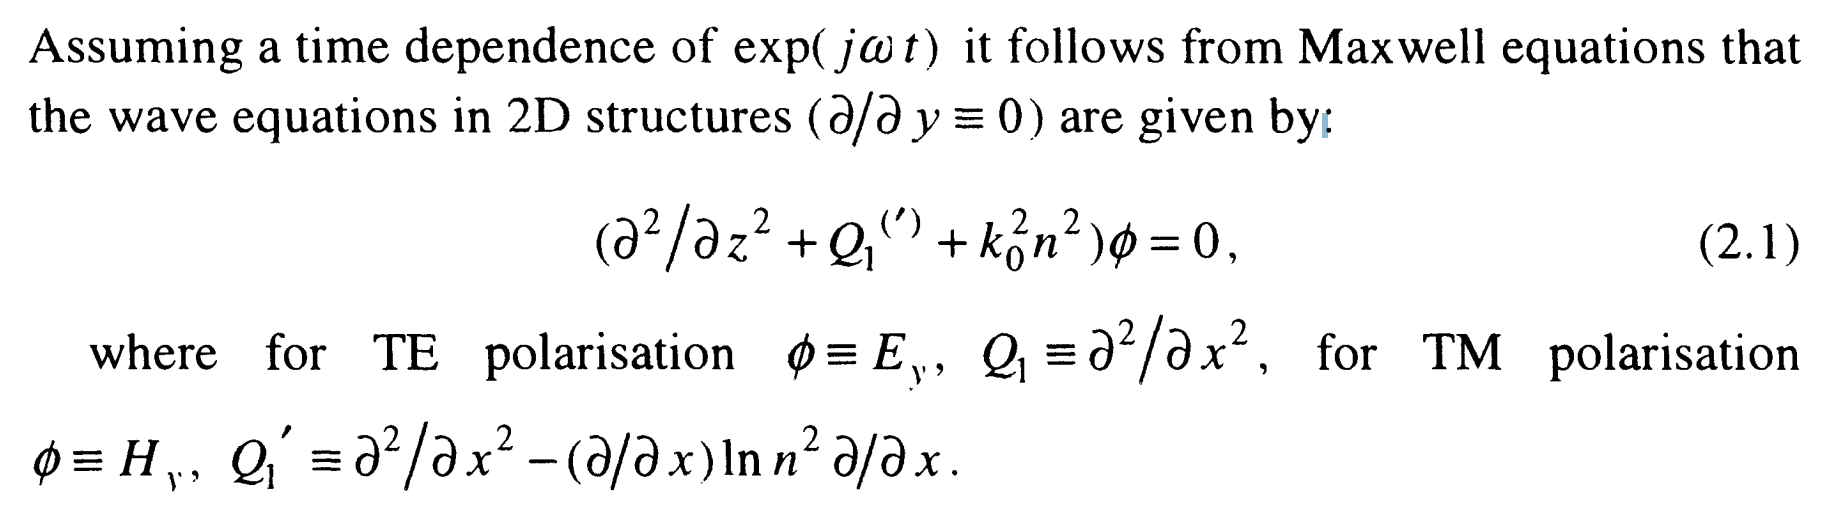 Assuming a time dependence of exp(jωt) it follows from Maxwell equations that
the wave equations in 2D structures (∂/∂y ≡ 0) are given by:
(∂²/∂z² + Q₁⁽′⁾ + k₀²n²)ϕ = 0, (2.1)
where for TE polarisation ϕ ≡ E_y, Q₁ ≡ ∂²/∂x², for TM polarisation
ϕ ≡ H_y, Q₁′ ≡ ∂²/∂x² − (∂/∂x) ln n² ∂/∂x.